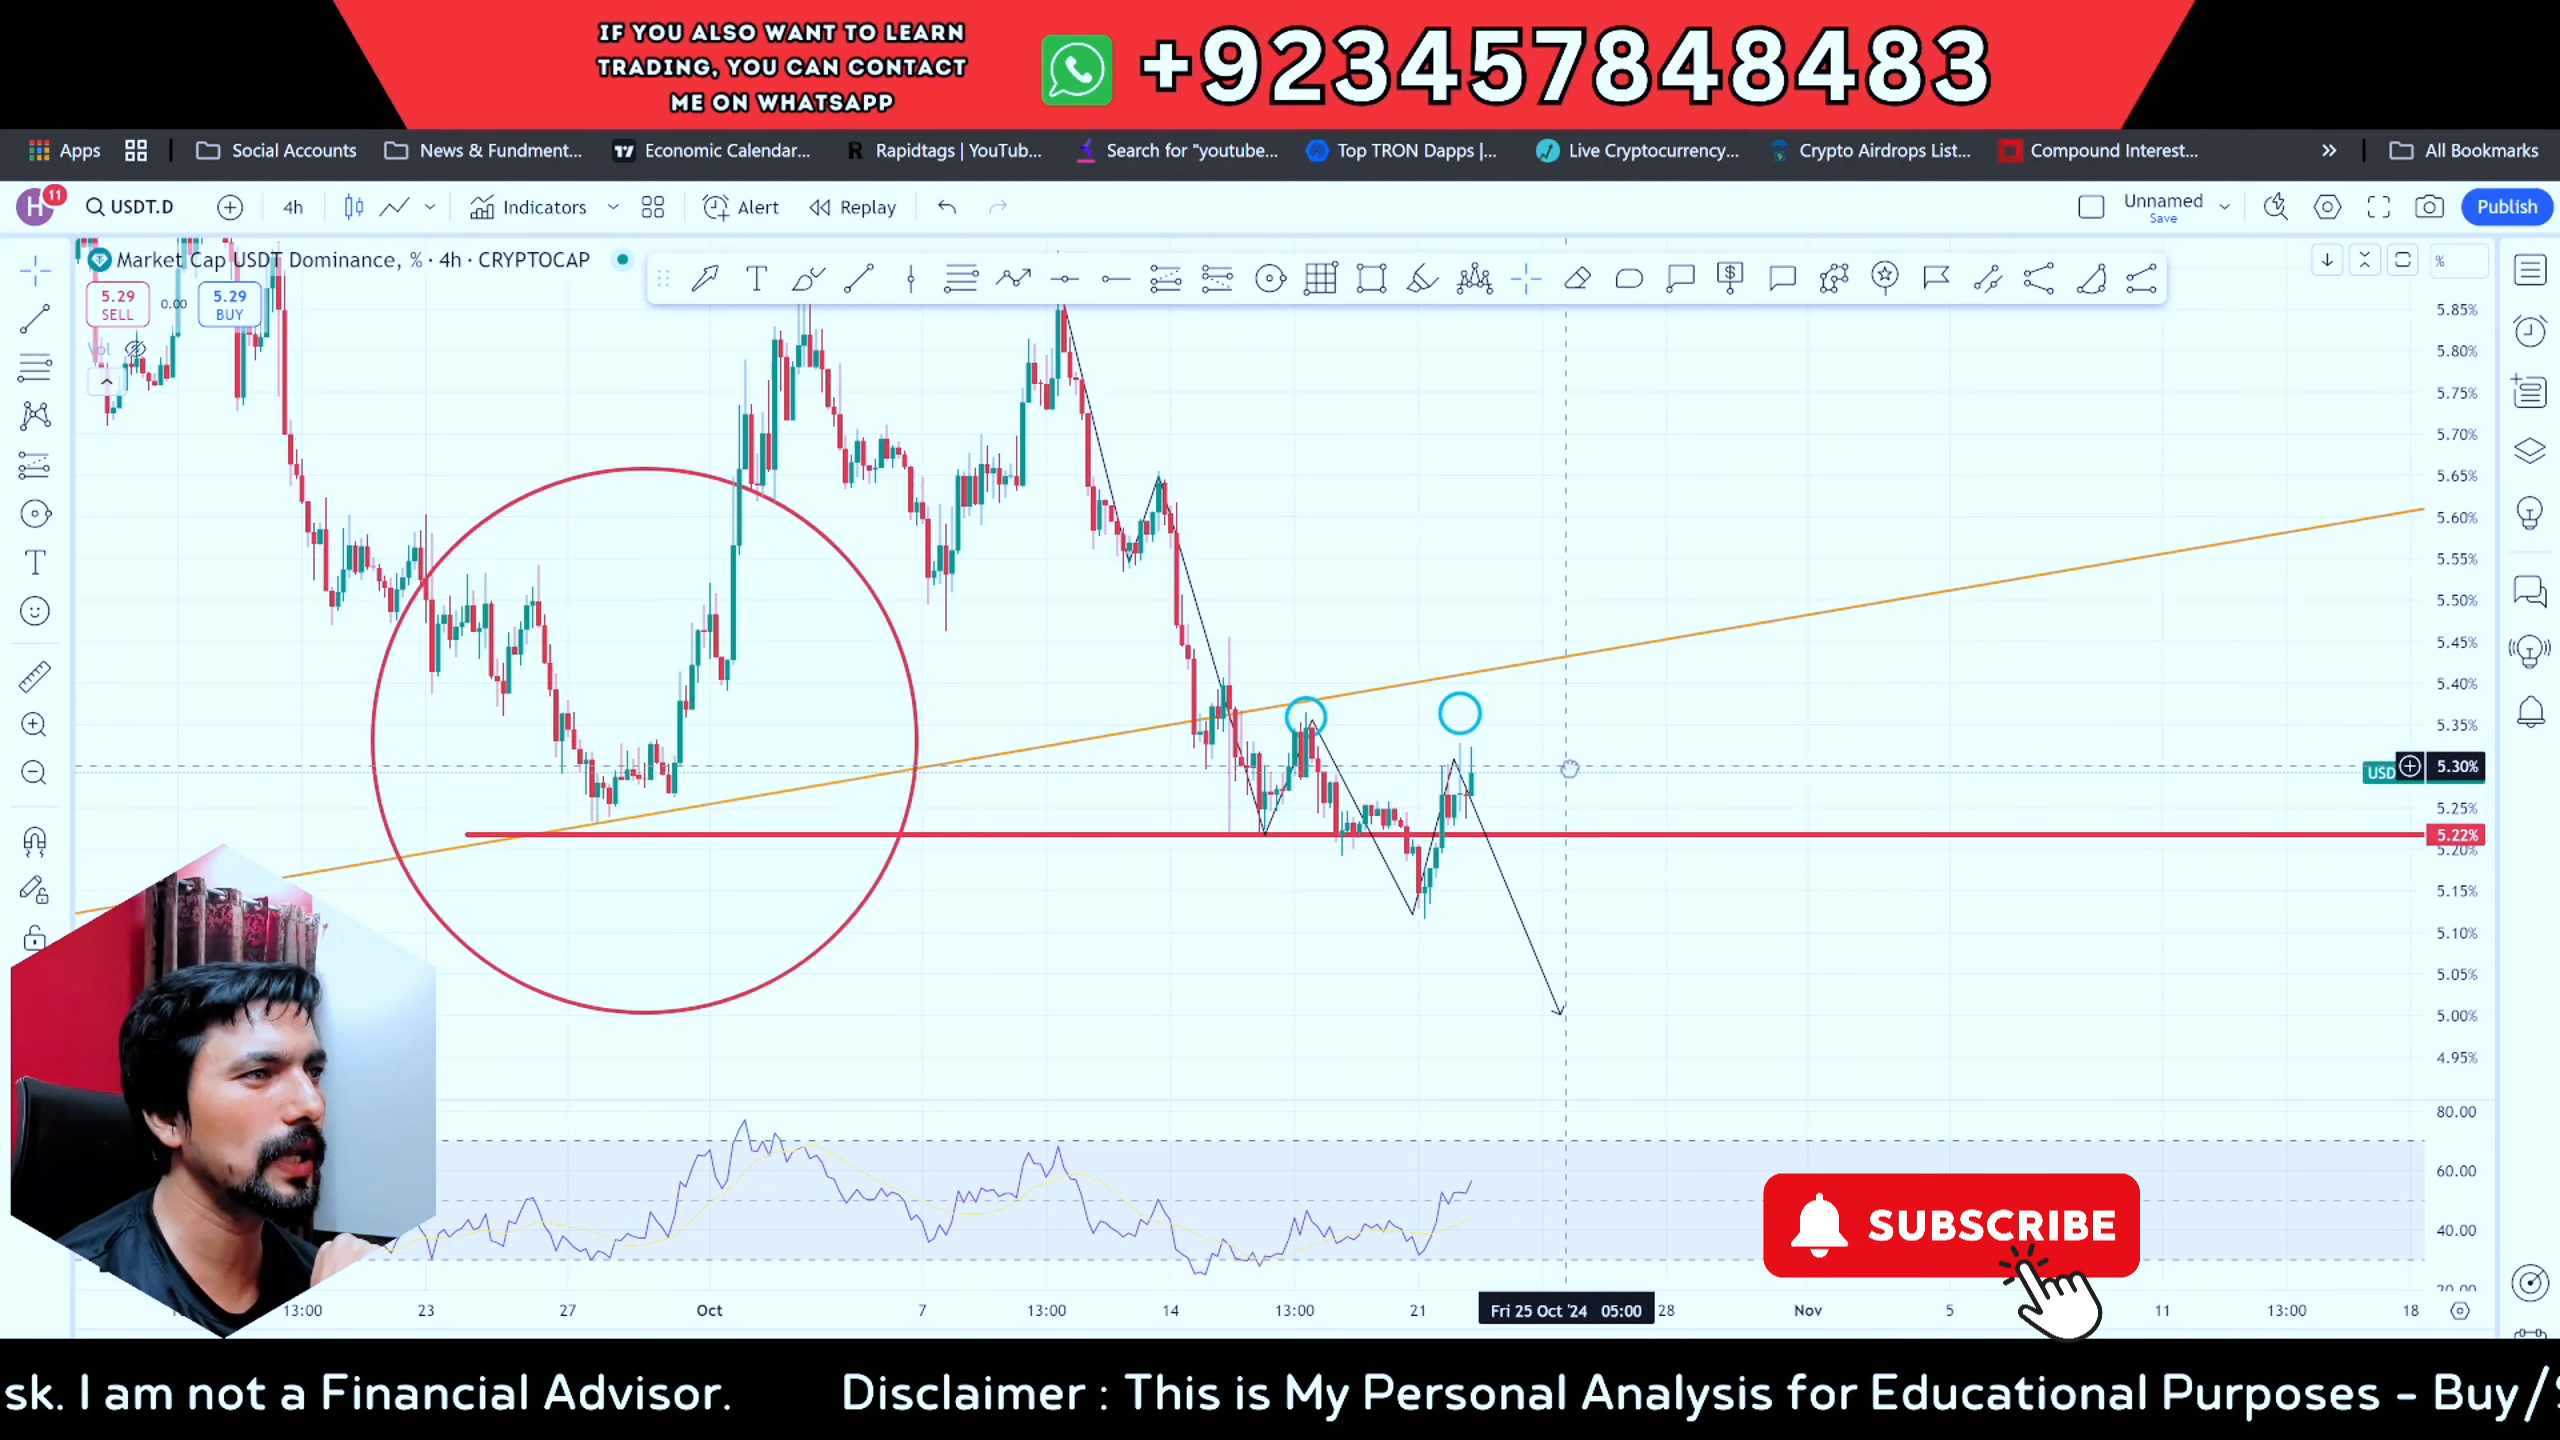 IF YOU ALSO WANT TO LEARN
TRADING, YOU CAN CONTACT
ME ON WHATSAPP
+923457848483
Apps
Social Accounts
News & Fundment...
Economic Calendar...
Rapidtags | YouTub...
Search for "youtube...
Top TRON Dapps |...
Live Cryptocurrency...
Crypto Airdrops List...
Compound Interest...
All Bookmarks
H
11
USDT.D
4h
Indicators
Alert
Replay
Unnamed
Save
Publish
Market Cap USDT Dominance, % · 4h · CRYPTOCAP
5.29
SELL
0.00
5.29
BUY
Vol
%
5.85%
5.80%
5.75%
5.70%
5.65%
5.60%
5.55%
5.50%
5.45%
5.40%
5.35%
USD
5.30%
5.25%
5.22%
5.20%
5.15%
5.10%
5.05%
5.00%
4.95%
80.00
60.00
40.00
20.00
SUBSCRIBE
13:00
23
27
Oct
7
13:00
14
13:00
21
Fri 25 Oct '24 05:00
28
Nov
5
11
13:00
18
sk. I am not a Financial Advisor.
Disclaimer : This is My Personal Analysis for Educational Purposes - Buy/